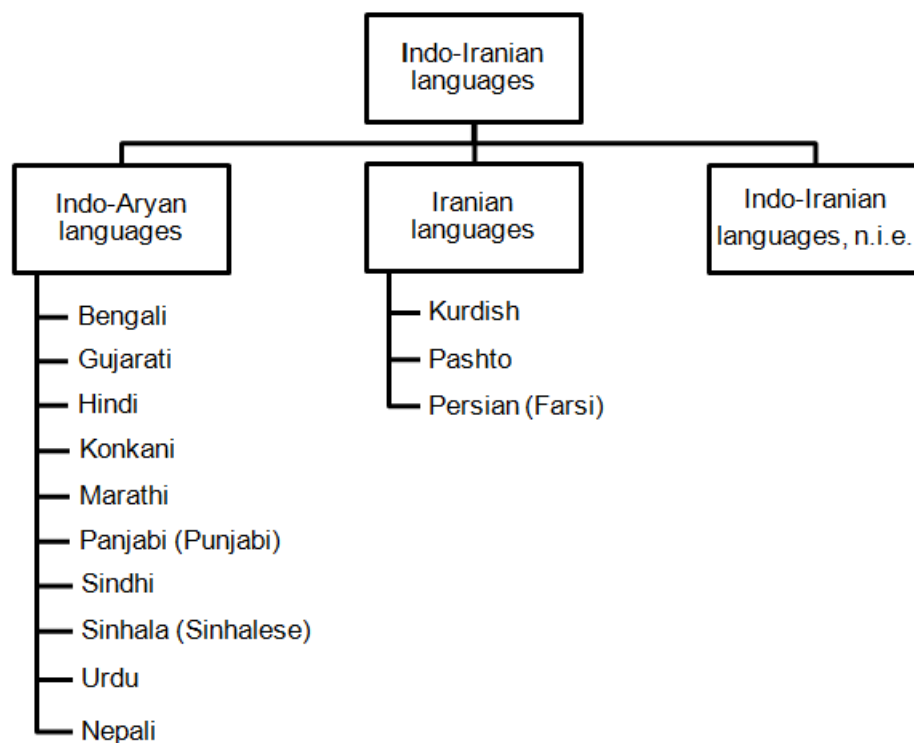 Indo-Iranian
languages
Indo-Aryan
languages
Iranian
languages
Indo-Iranian
languages, n.i.e.
Bengali
Gujarati
Hindi
Konkani
Marathi
Panjabi (Punjabi)
Sindhi
Sinhala (Sinhalese)
Urdu
Nepali
Kurdish
Pashto
Persian (Farsi)